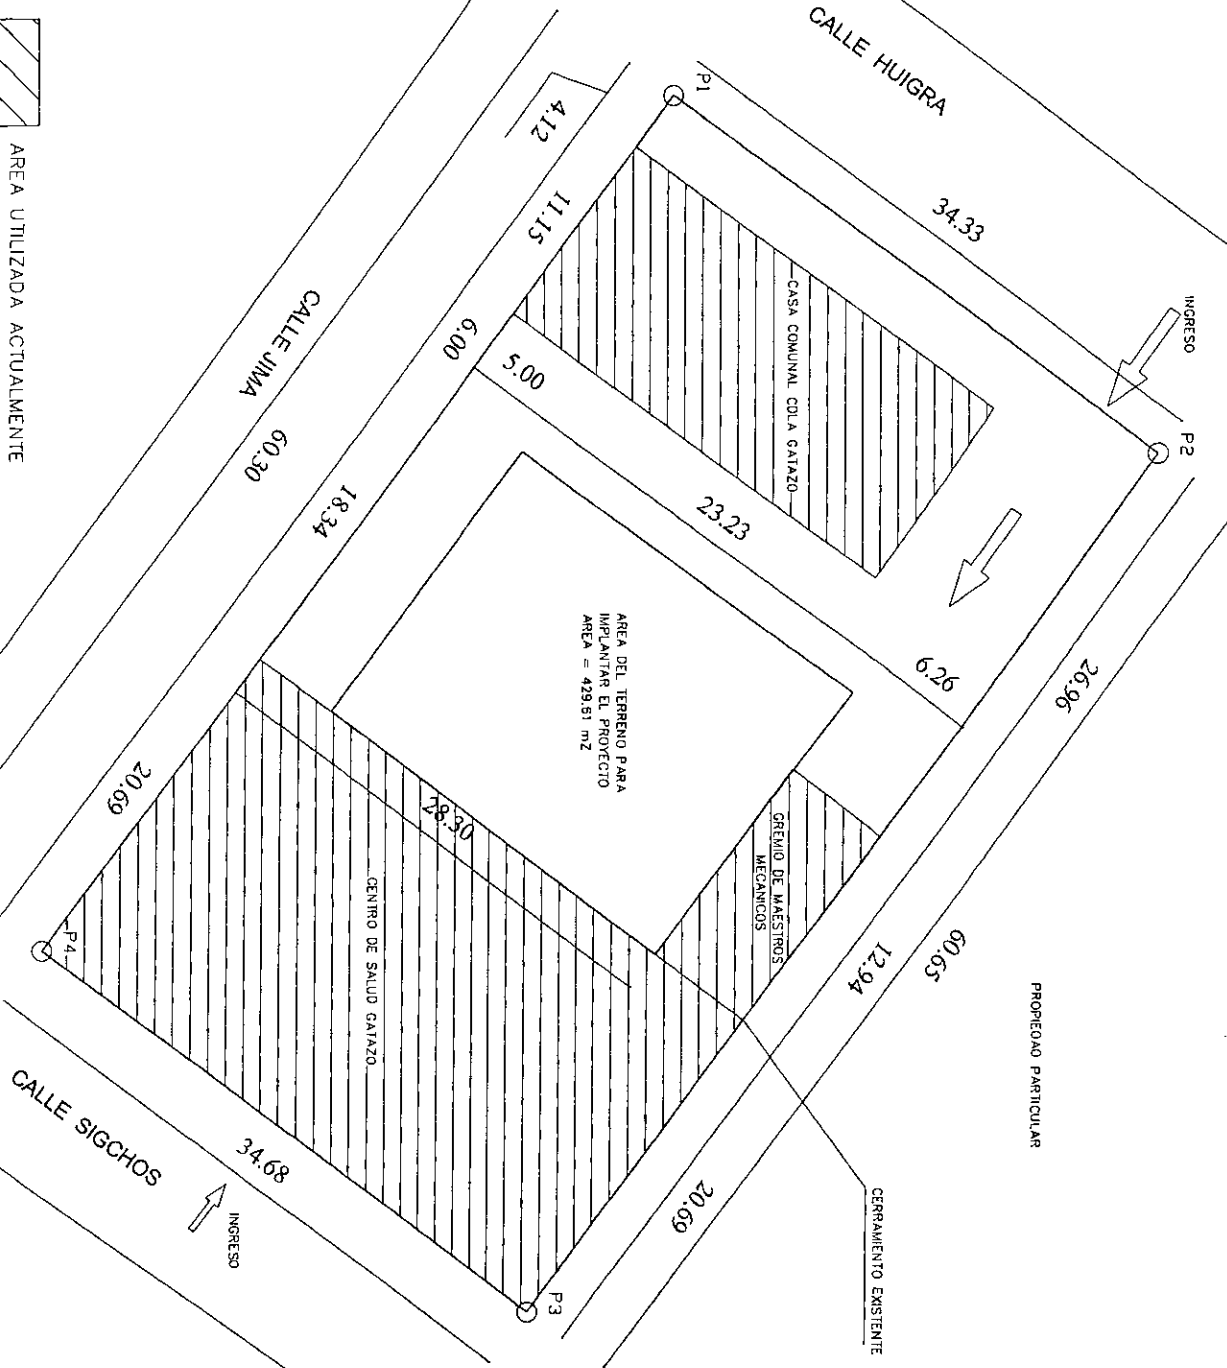 CALLE HUIGRA
P1
34.33
INGRESO
P2
4.12
11.15
CASA COMUNAL CDLA GATAZO
6.00
5.00
CALLE JIMA
60.30
18.34
23.23
6.26
26.96
AREA DEL TERRENO PARA
IMPLANTAR EL PROYECTO
AREA = 429.61 m2
GREMIO DE MAESTROS
MECANICOS
28.30
20.69
CENTRO DE SALUD GATAZO
12.94
60.65
PROPIEDAD PARTICULAR
P4
CALLE SIGCHOS
34.68
INGRESO
20.69
P3
CERRAMIENTO EXISTENTE
AREA UTILIZADA ACTUALMENTE